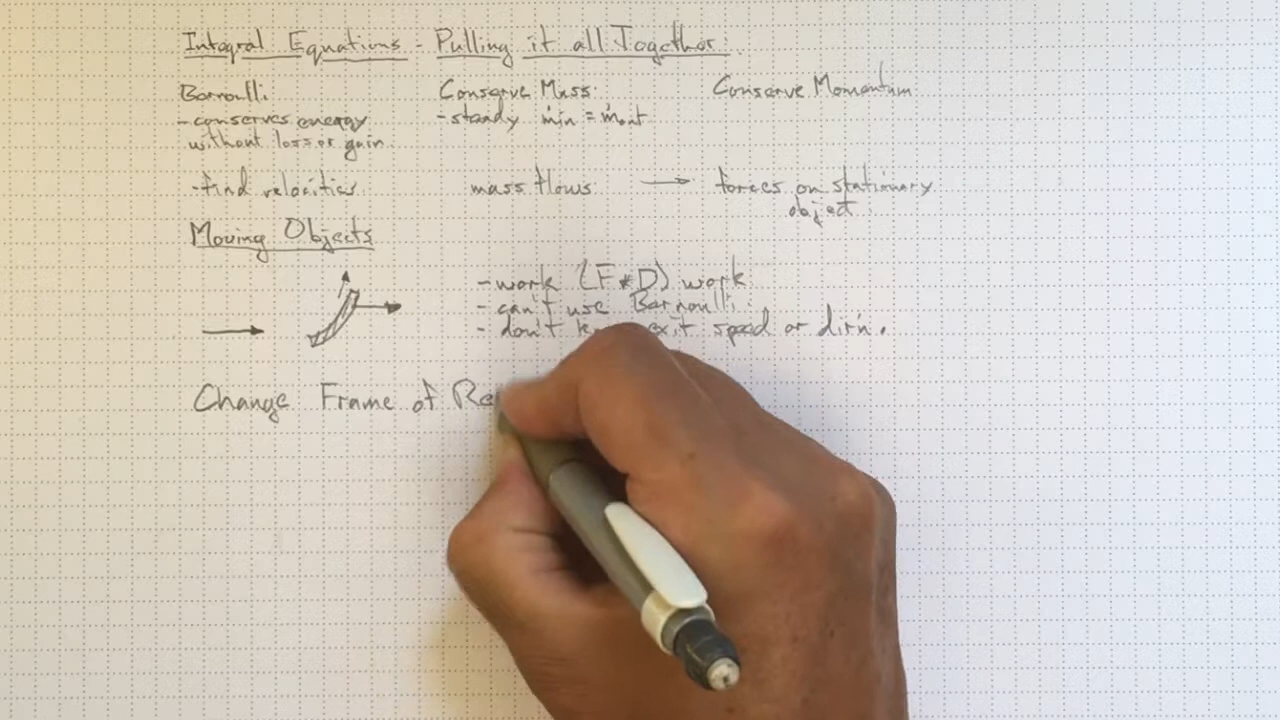 Integral Equations - Pulling it all Together.
Bernoulli Conserve Mass: Conserve Momentum
- conserves energy - steady ṁin = ṁout
without loss or gain.
- find velocities mass flows → forces on stationary
object.
Moving Objects
- work (F*D) work
- can't use Bernoulli.
- don't exit speed or dir'n.
Change Frame of Re